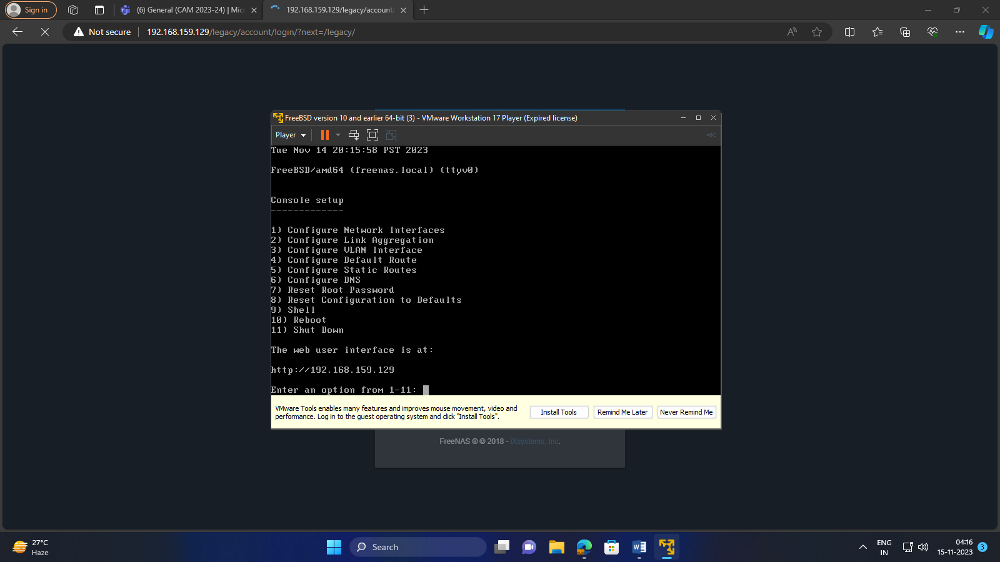 Sign in
(6) General (CAM 2023-24) | Mic
192.168.159.129/legacy/account/
Not secure
192.168.159.129/legacy/account/login/?next=/legacy/
FreeBSD version 10 and earlier 64-bit (3) - VMware Workstation 17 Player (Expired license)
Player
Tue Nov 14 20:15:58 PST 2023
FreeBSD/amd64 (freenas.local) (ttyv0)
Console setup
-------------
1) Configure Network Interfaces
2) Configure Link Aggregation
3) Configure VLAN Interface
4) Configure Default Route
5) Configure Static Routes
6) Configure DNS
7) Reset Root Password
8) Reset Configuration to Defaults
9) Shell
10) Reboot
11) Shut Down
The web user interface is at:
http://192.168.159.129
Enter an option from 1-11:
VMware Tools enables many features and improves mouse movement, video and
performance. Log in to the guest operating system and click "Install Tools".
Install Tools
Remind Me Later
Never Remind Me
FreeNAS ® © 2018 - iXsystems, Inc.
27°C
Haze
Search
ENG
IN
04:16
15-11-2023
3